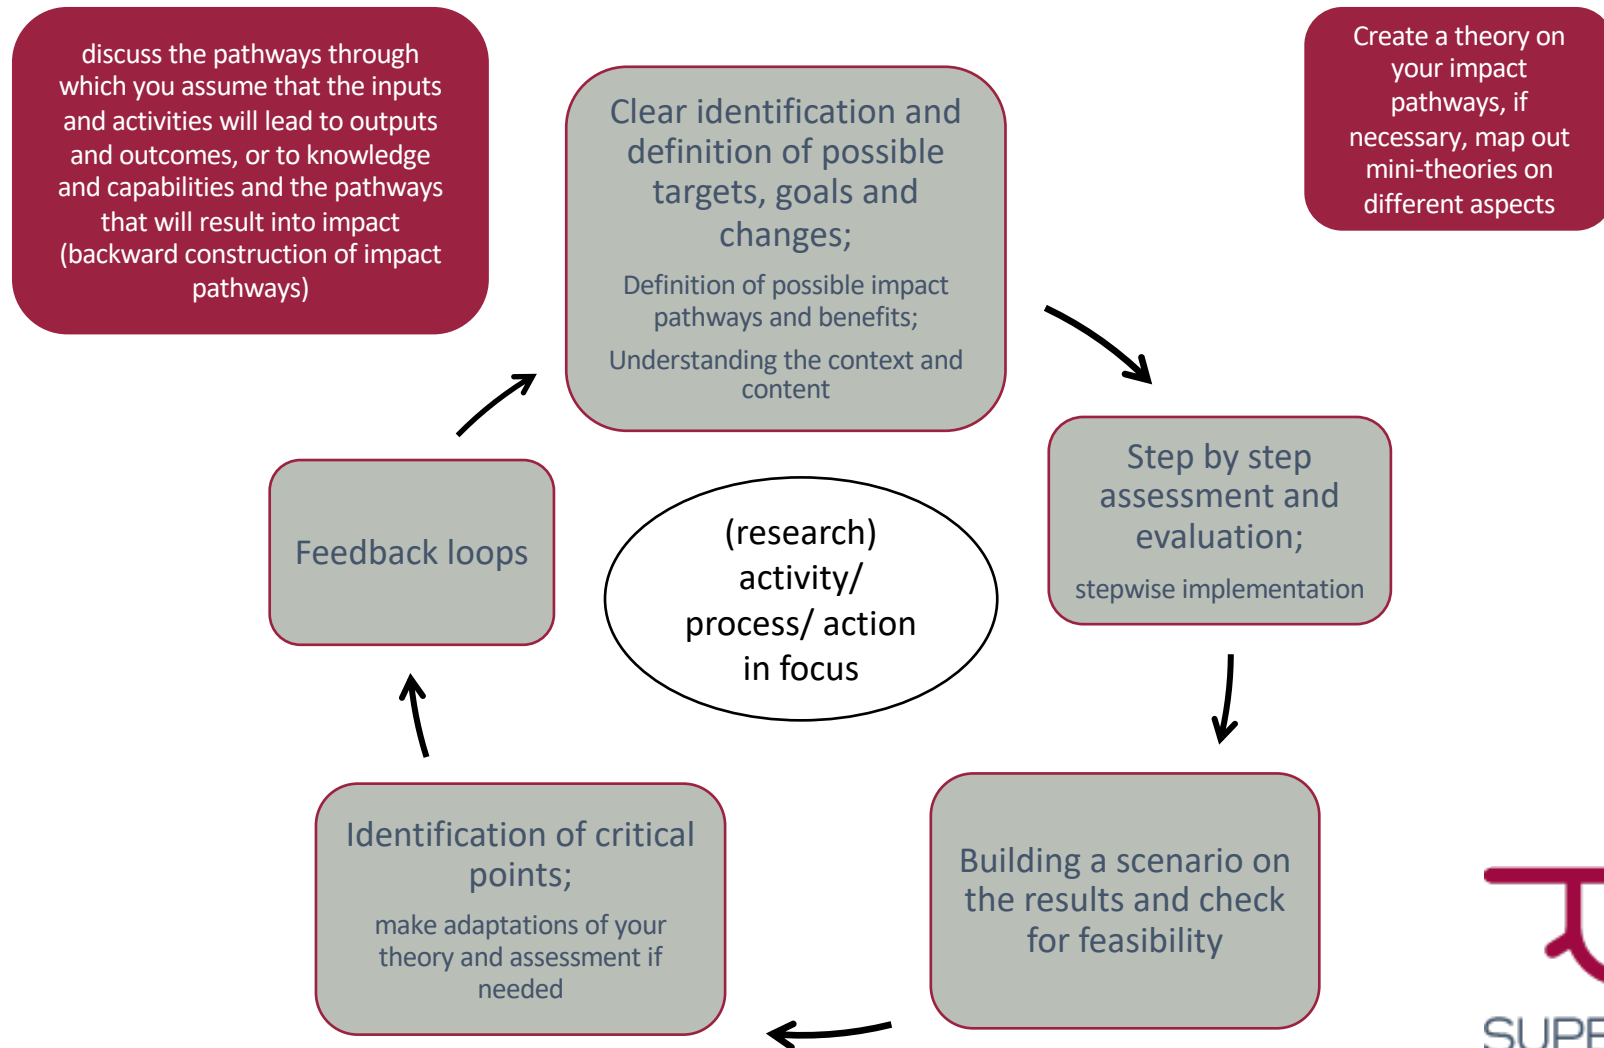 discuss the pathways through
which you assume that the inputs
and activities will lead to outputs
and outcomes, or to knowledge
and capabilities and the pathways
that will result into impact
(backward construction of impact
pathways)
Clear identification and
definition of possible
targets, goals and
changes;
Definition of possible impact
pathways and benefits;
Understanding the context and
content
Create a theory on
your impact
pathways, if
necessary, map out
mini-theories on
different aspects
Step by step
assessment and
evaluation;
stepwise implementation
Building a scenario on
the results and check
for feasibility
Identification of critical
points;
make adaptations of your
theory and assessment if
needed
Feedback loops
(research)
activity/
process/ action
in focus